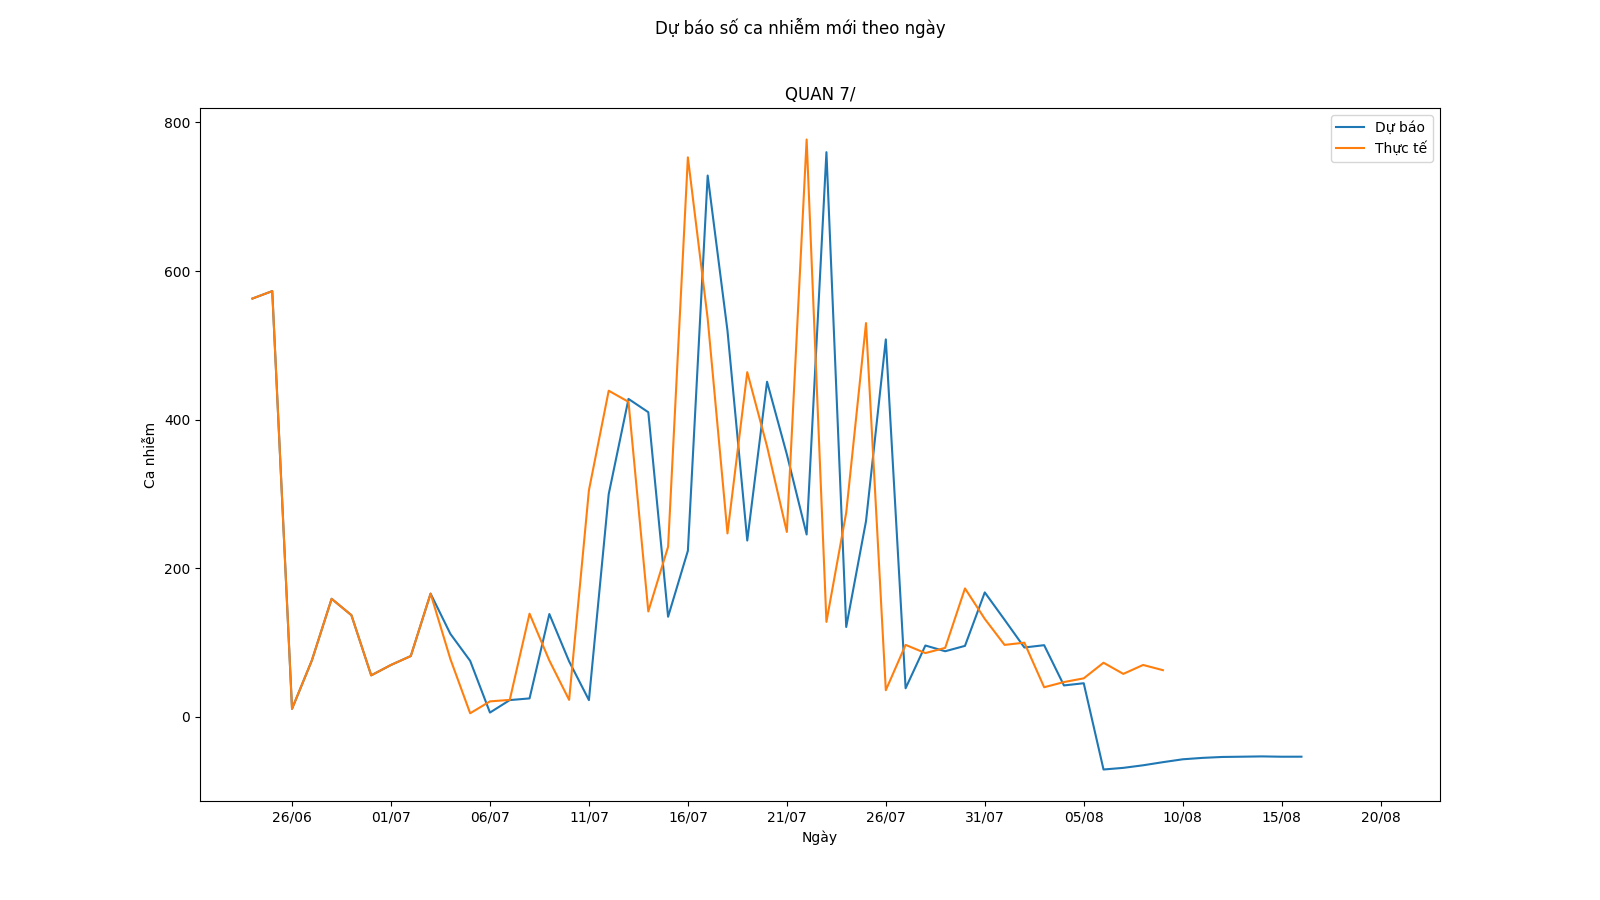 Dự báo số ca nhiễm mới theo ngày
QUAN 7/
Dự báo
Thực tế
800
600
400
200
0
Ca nhiễm
26/06 01/07 06/07 11/07 16/07 21/07 26/07 31/07 05/08 10/08 15/08 20/08
Ngày